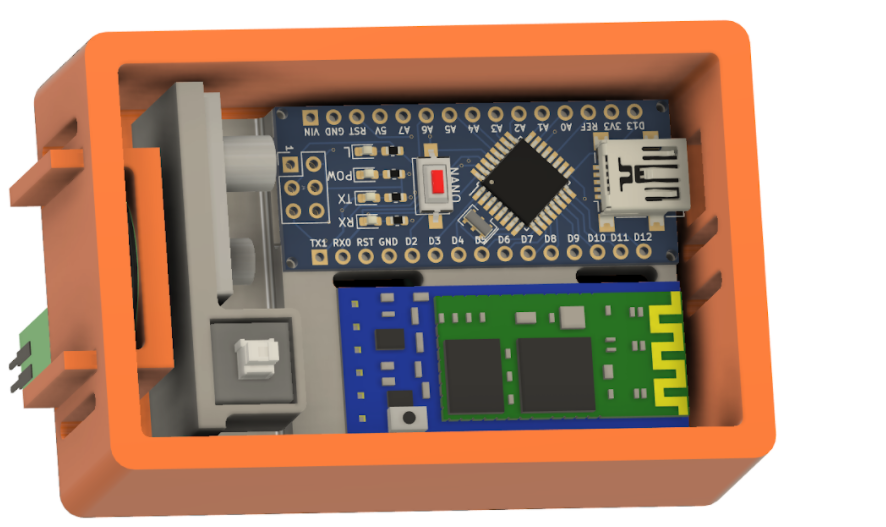 VIN GND RST 5V A7 A6 A5 A4 A3 A2 A1 A0 REF 3V3 D13
1
L
POW
TX
RX
NANO
TX1 RX0 RST GND D2 D3 D4 D5 D6 D7 D8 D9 D10 D11 D12